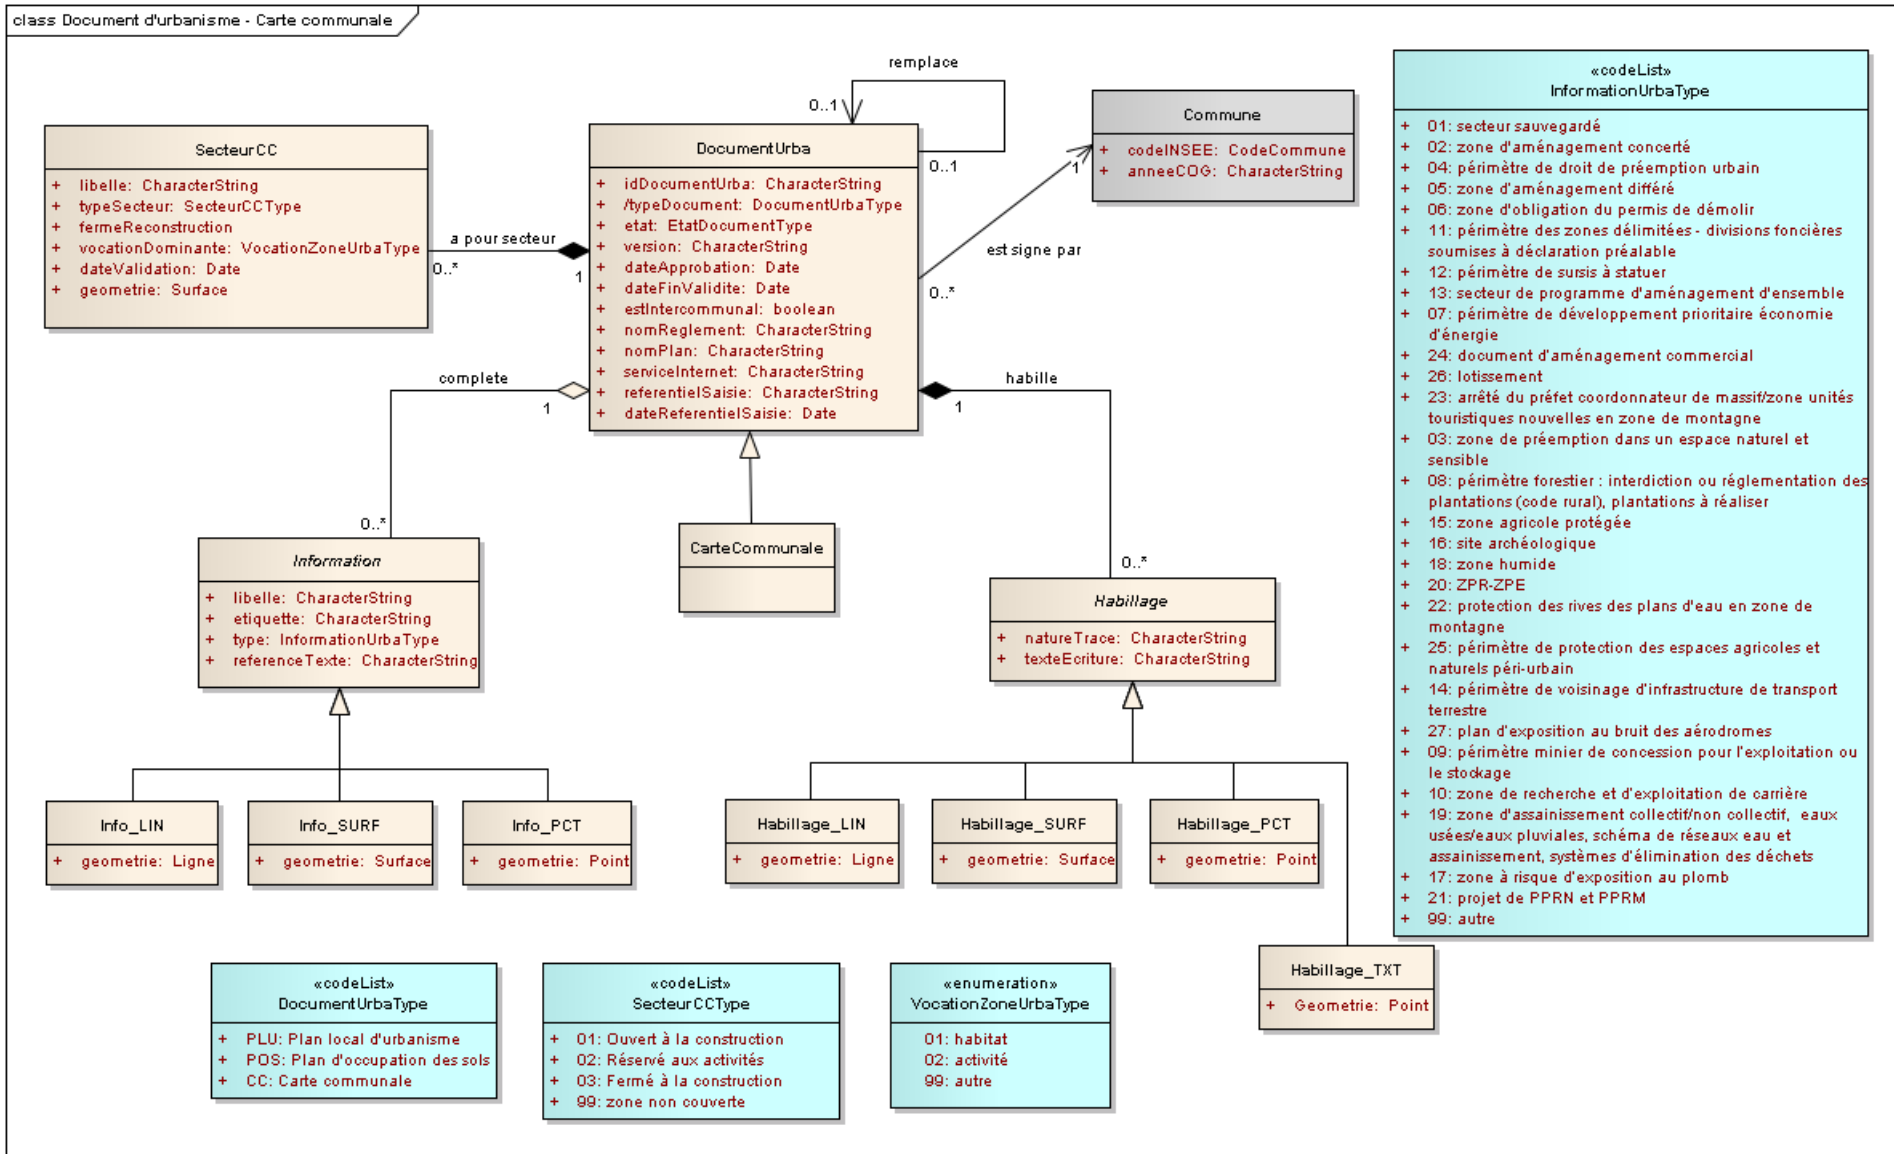 class Document d'urbanisme - Carte communale
remplace
0..1
0..1
SecteurCC
+ libelle: CharacterString
+ typeSecteur: SecteurCCType
+ fermeReconstruction
+ vocationDominante: VocationZoneUrbaType
+ dateValidation: Date
+ geometrie: Surface
a pour secteur
0..*
1
DocumentUrba
+ idDocumentUrba: CharacterString
+ /typeDocument: DocumentUrbaType
+ etat: EtatDocumentType
+ version: CharacterString
+ dateApprobation: Date
+ dateFinValidite: Date
+ estIntercommunal: boolean
+ nomReglement: CharacterString
+ nomPlan: CharacterString
+ serviceInternet: CharacterString
+ referentielSaisie: CharacterString
+ dateReferentielSaisie: Date
Commune
+ codeINSEE: CodeCommune
+ anneeCOG: CharacterString
1
est signe par
0..*
complete
1
0..*
habille
1
0..*
Information
+ libelle: CharacterString
+ etiquette: CharacterString
+ type: InformationUrbaType
+ referenceTexte: CharacterString
CarteCommunale
Habillage
+ natureTrace: CharacterString
+ texteEcriture: CharacterString
Info_LIN
+ geometrie: Ligne
Info_SURF
+ geometrie: Surface
Info_PCT
+ geometrie: Point
Habillage_LIN
+ geometrie: Ligne
Habillage_SURF
+ geometrie: Surface
Habillage_PCT
+ geometrie: Point
Habillage_TXT
+ Geometrie: Point
«codeList»
DocumentUrbaType
+ PLU: Plan local d'urbanisme
+ POS: Plan d'occupation des sols
+ CC: Carte communale
«codeList»
SecteurCCType
+ 01: Ouvert à la construction
+ 02: Réservé aux activités
+ 03: Fermé à la construction
+ 99: zone non couverte
«enumeration»
VocationZoneUrbaType
01: habitat
02: activité
99: autre
«codeList»
InformationUrbaType
+ 01: secteur sauvegardé
+ 02: zone d'aménagement concerté
+ 04: périmètre de droit de préemption urbain
+ 05: zone d'aménagement différé
+ 06: zone d'obligation du permis de démolir
+ 11: périmètre des zones délimitées - divisions foncières
soumises à déclaration préalable
+ 12: périmètre de sursis à statuer
+ 13: secteur de programme d'aménagement d'ensemble
+ 07: périmètre de développement prioritaire économie
d'énergie
+ 24: document d'aménagement commercial
+ 26: lotissement
+ 23: arrêté du préfet coordonnateur de massif/zone unités
touristiques nouvelles en zone de montagne
+ 03: zone de préemption dans un espace naturel et
sensible
+ 08: périmètre forestier : interdiction ou réglementation des
plantations (code rural), plantations à réaliser
+ 15: zone agricole protégée
+ 16: site archéologique
+ 18: zone humide
+ 20: ZPR-ZPE
+ 22: protection des rives des plans d'eau en zone de
montagne
+ 25: périmètre de protection des espaces agricoles et
naturels péri-urbain
+ 14: périmètre de voisinage d'infrastructure de transport
terrestre
+ 27: plan d'exposition au bruit des aérodromes
+ 09: périmètre minier de concession pour l'exploitation ou
le stockage
+ 10: zone de recherche et d'exploitation de carrière
+ 19: zone d'assainissement collectif/non collectif, eaux
usées/eaux pluviales, schéma de réseaux eau et
assainissement, systèmes d'élimination des déchets
+ 17: zone à risque d'exposition au plomb
+ 21: projet de PPRN et PPRM
+ 99: autre